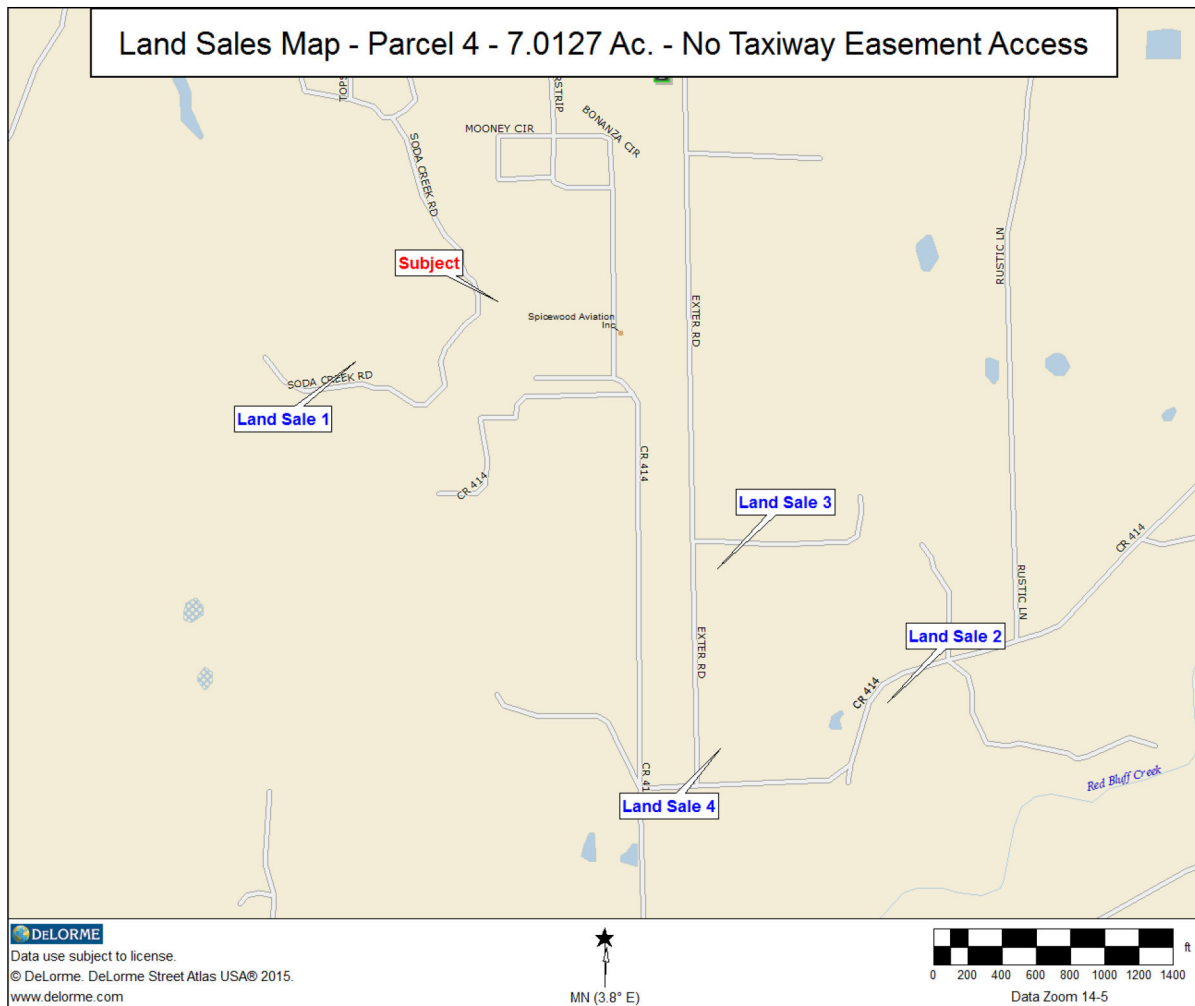 Land Sales Map - Parcel 4 - 7.0127 Ac. - No Taxiway Easement Access
TOPS
RSTRIP
MOONEY CIR
BONANZA CIR
SODA CREEK RD
RUSTIC LN
Subject
EXTER RD
Spicewood Aviation
Inc
SODA CREEK RD
Land Sale 1
CR 414
CR 414
Land Sale 3
CR 414
RUSTIC LN
EXTER RD
Land Sale 2
CR 414
CR 41
Red Bluff Creek
Land Sale 4
DELORME
Data use subject to license.
© DeLorme. DeLorme Street Atlas USA® 2015.
www.delorme.com
MN (3.8° E)
ft
0 200 400 600 800 1000 1200 1400
Data Zoom 14-5